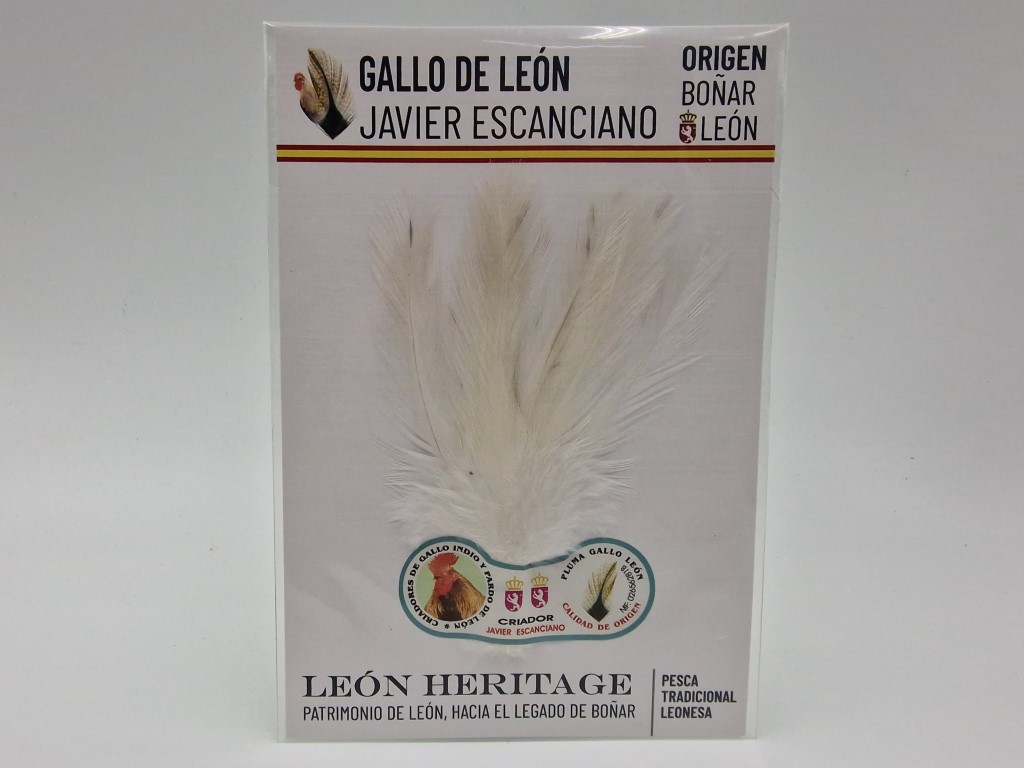 GALLO DE LEÓN
JAVIER ESCANCIANO
ORIGEN
BOÑAR
LEÓN
CRIADORES DE GALLO INDIO Y PARDO DE LEÓN *
CRIADOR
JAVIER ESCANCIANO
PLUMA GALLO LEÓN
CALIDAD DE ORIGEN
LEÓN HERITAGE
PATRIMONIO DE LEÓN, HACIA EL LEGADO DE BOÑAR
PESCA
TRADICIONAL
LEONESA